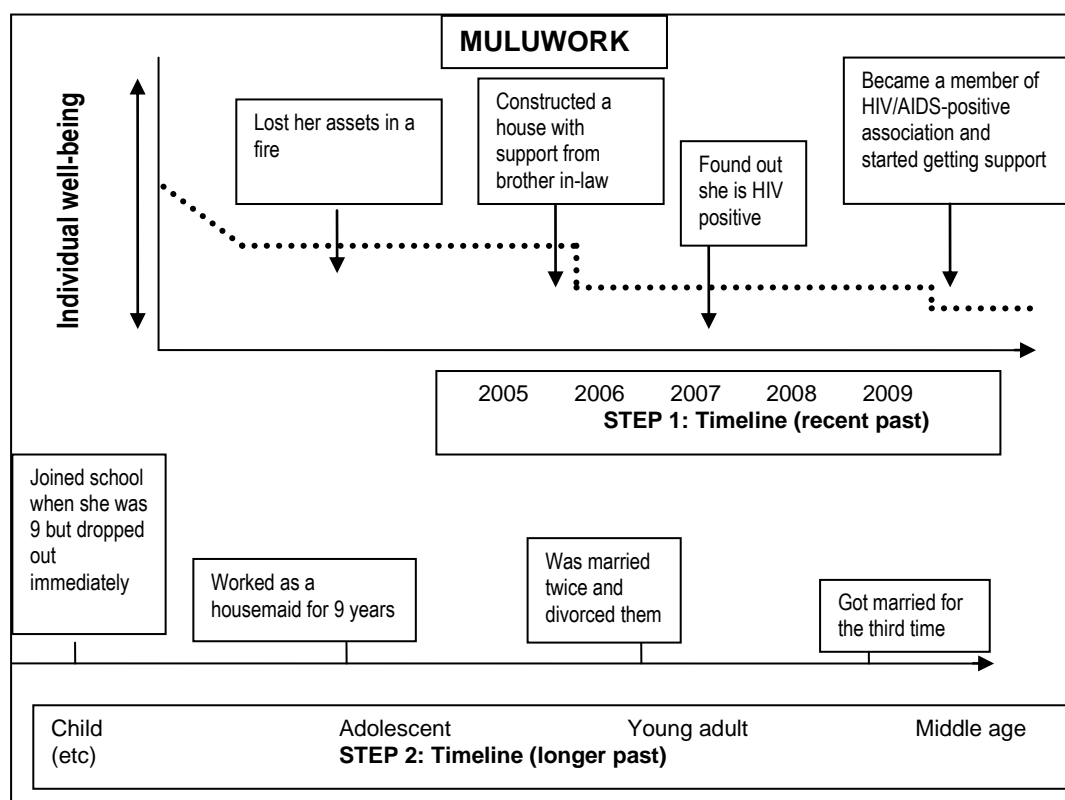 MULUWORK
Individual well-being
Lost her assets in a
fire
Constructed a
house with
support from
brother in-law
Found out
she is HIV
positive
Became a member of
HIV/AIDS-positive
association and
started getting support
2005 2006 2007 2008 2009
STEP 1: Timeline (recent past)
Joined school
when she was
9 but dropped
out
immediately
Worked as a
housemaid for 9 years
Was married
twice and
divorced them
Got married for
the third time
Child Adolescent Young adult Middle age
(etc) STEP 2: Timeline (longer past)